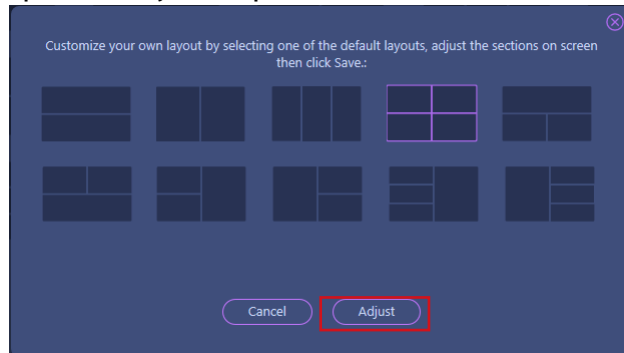 Customize your own layout by selecting one of the default layouts, adjust the sections on screen
then click Save.:
Cancel
Adjust